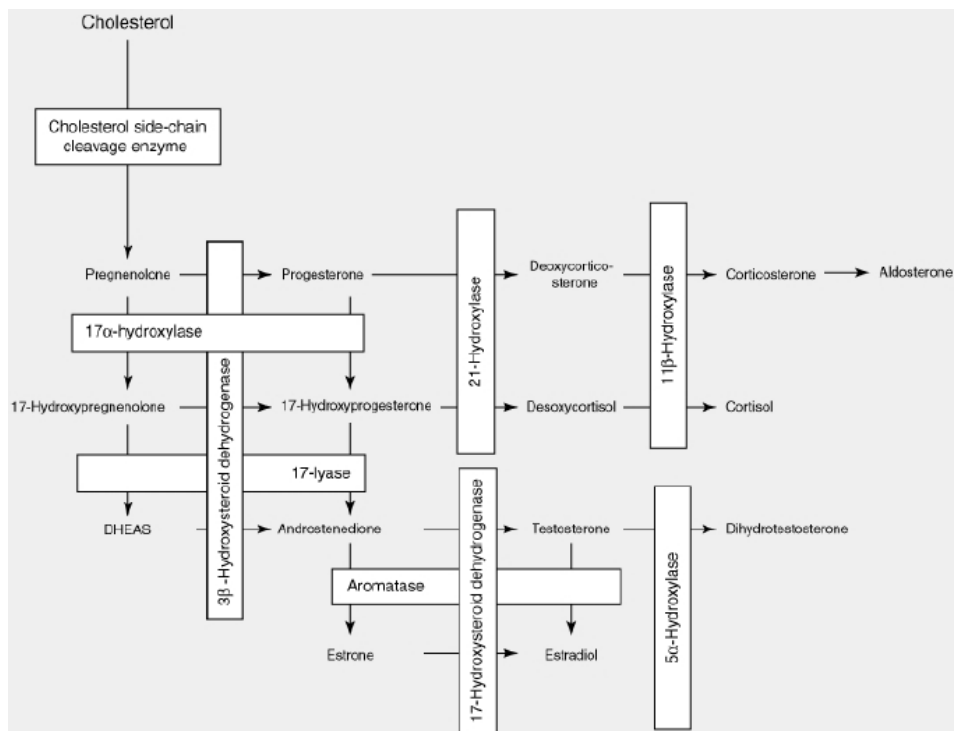 Cholesterol
Cholesterol side-chain
cleavage enzyme
Pregnenolone
Progesterone
Deoxycortico-
sterone
Corticosterone
Aldosterone
17α-hydroxylase
21-Hydroxylase
11β-Hydroxylase
17-Hydroxypregnenolone
17-Hydroxyprogesterone
Desoxycortisol
Cortisol
3β -Hydroxysteroid dehydrogenase
17-lyase
DHEAS
Androstenedione
Testosterone
Dihydrotestosterone
Aromatase
17-Hydroxysteroid dehydrogenase
5α-Hydroxylase
Estrone
Estradiol